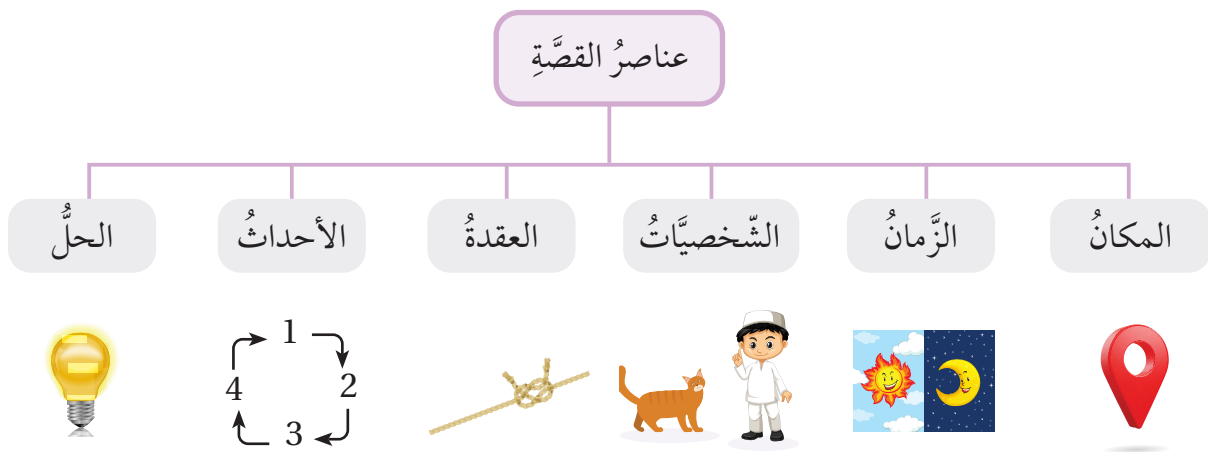 عناصرُ القصَّةِ
المكانُ
الزَّمانُ
الشّخصيَّاتُ
العقدةُ
الأحداثُ
الحلُّ
1
2
3
4